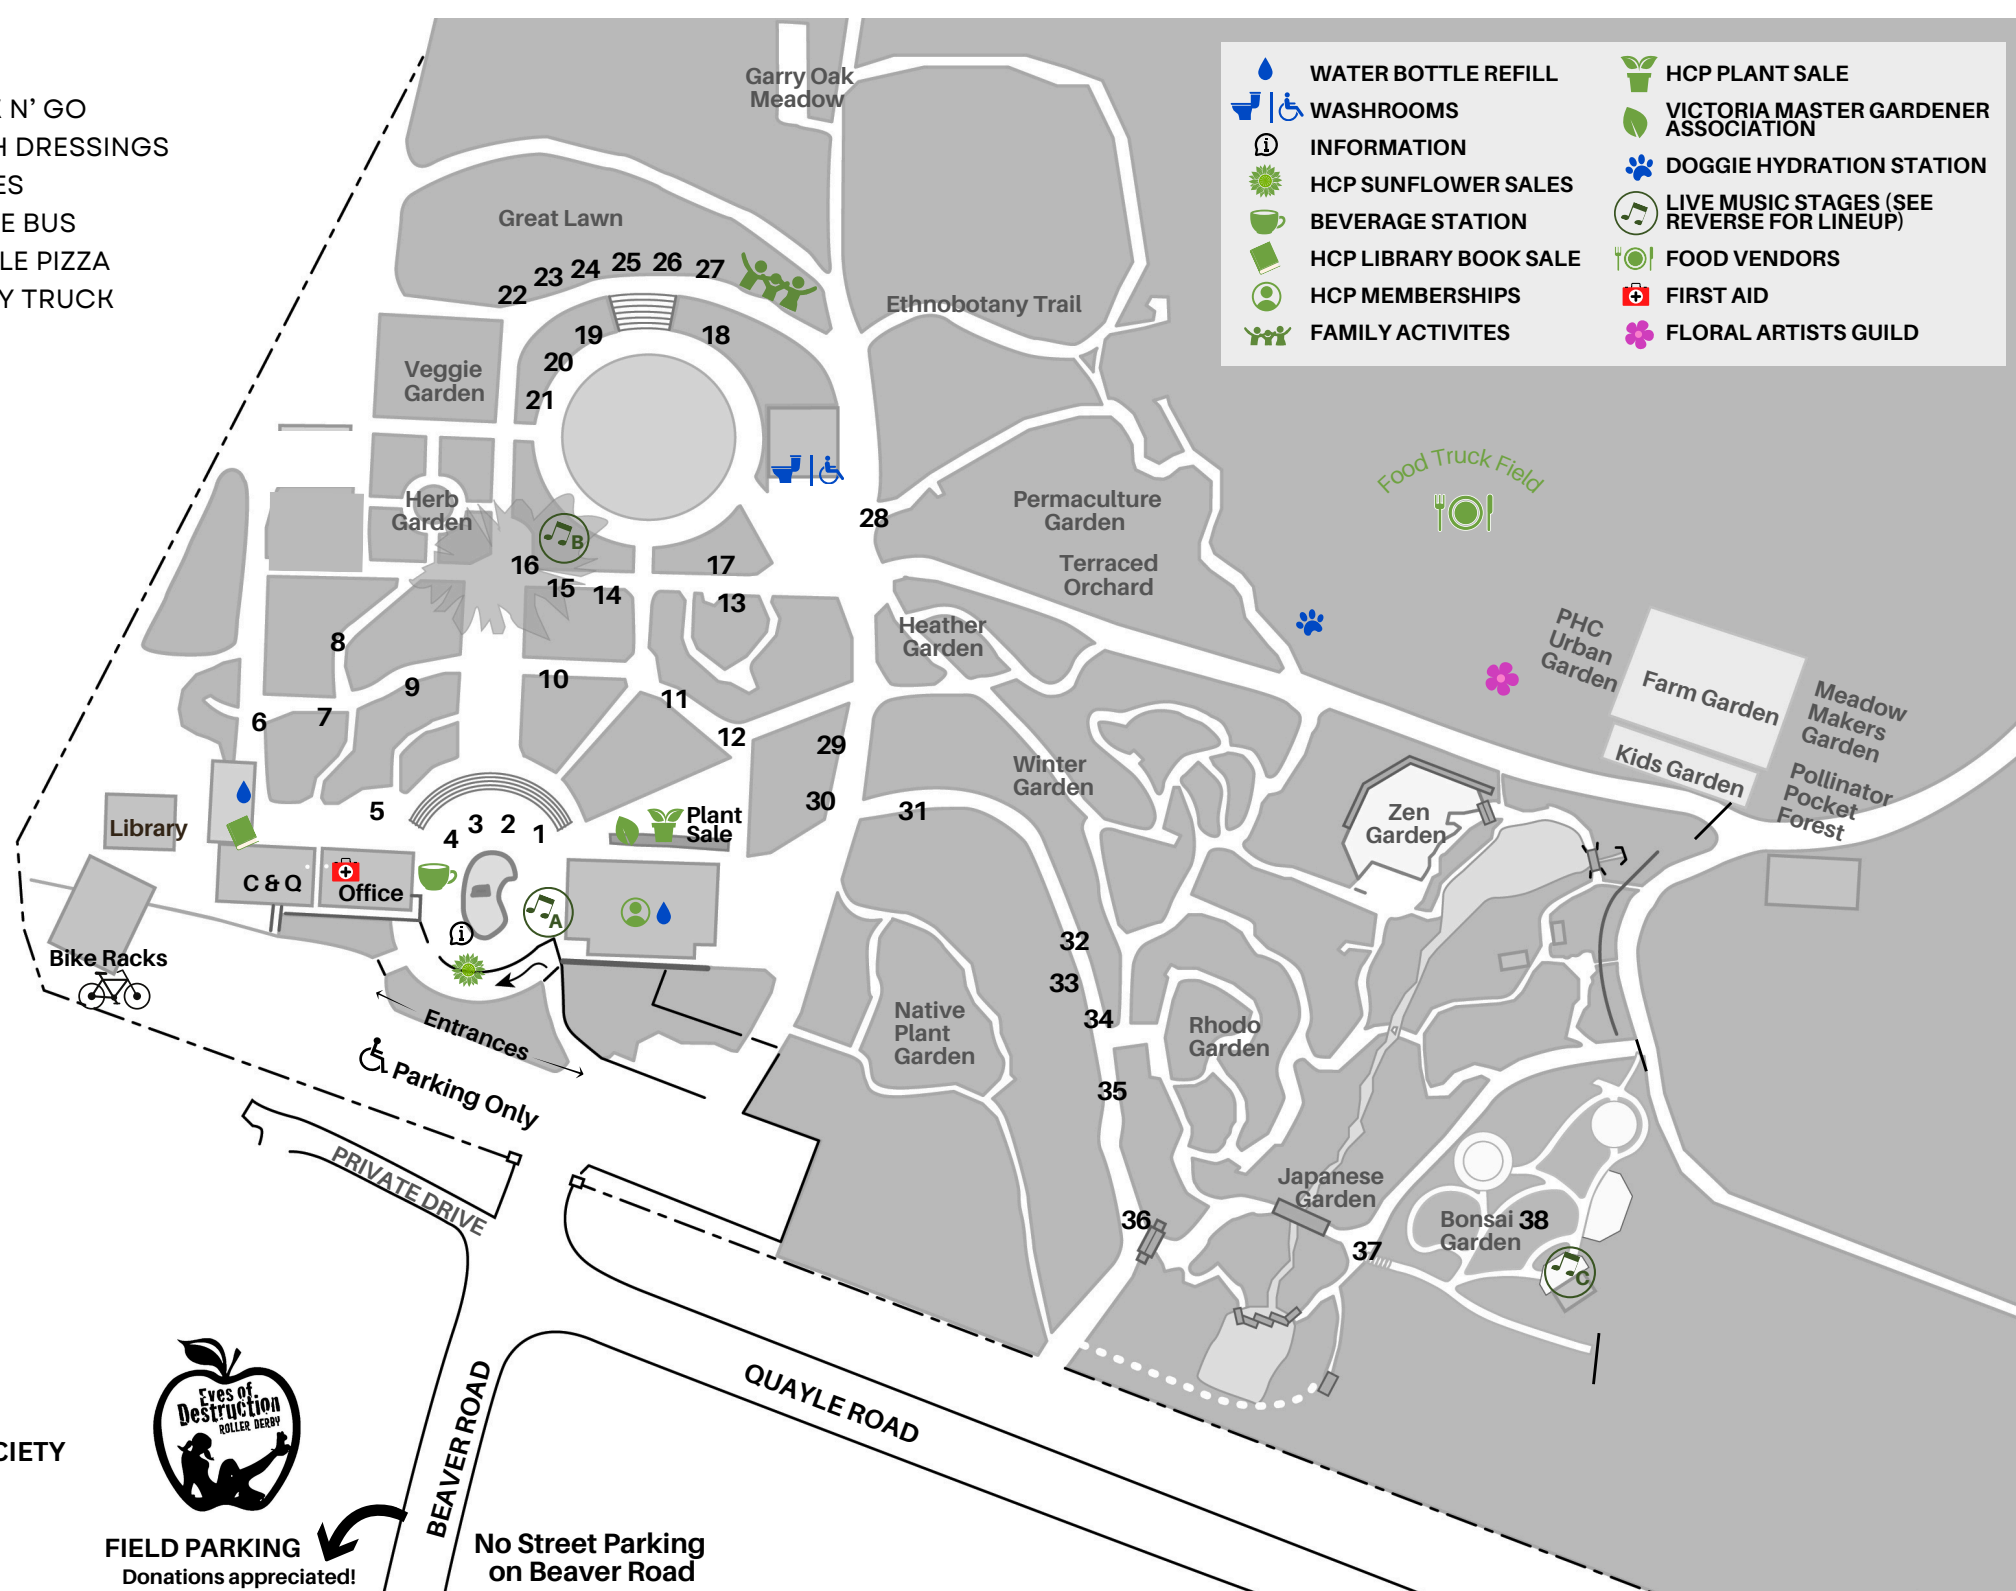 N' GO
H DRESSINGS
ES
E BUS
LE PIZZA
Y TRUCK
WATER BOTTLE REFILL
WASHROOMS
INFORMATION
HCP SUNFLOWER SALES
BEVERAGE STATION
HCP LIBRARY BOOK SALE
HCP MEMBERSHIPS
FAMILY ACTIVITES
HCP PLANT SALE
VICTORIA MASTER GARDENER
ASSOCIATION
DOGGIE HYDRATION STATION
LIVE MUSIC STAGES (SEE
REVERSE FOR LINEUP)
FOOD VENDORS
FIRST AID
FLORAL ARTISTS GUILD
Garry Oak
Meadow
Great Lawn
22
23
24
25
26
27
Ethnobotany Trail
19
18
20
21
Veggie
Garden
Herb
Garden
B
28
Permaculture
Garden
Terraced
Orchard
Food Truck Field
16
15
14
17
13
Heather
Garden
8
9
10
11
12
6
7
29
30
31
Winter
Garden
PHC
Urban
Garden
Farm Garden
Kids Garden
Meadow
Makers
Garden
Pollinator
Pocket
Forest
Zen
Garden
5
4
3
2
1
Plant
Sale
Library
C & Q
Office
A
i
Bike Racks
Entrances
Parking Only
32
33
34
35
36
37
38
Native
Plant
Garden
Rhodo
Garden
Japanese
Garden
Bonsai
Garden
C
PRIVATE DRIVE
BEAVER ROAD
QUAYLE ROAD
Eves of
Destruction
ROLLER DERBY
CIETY
FIELD PARKING
Donations appreciated!
No Street Parking
on Beaver Road